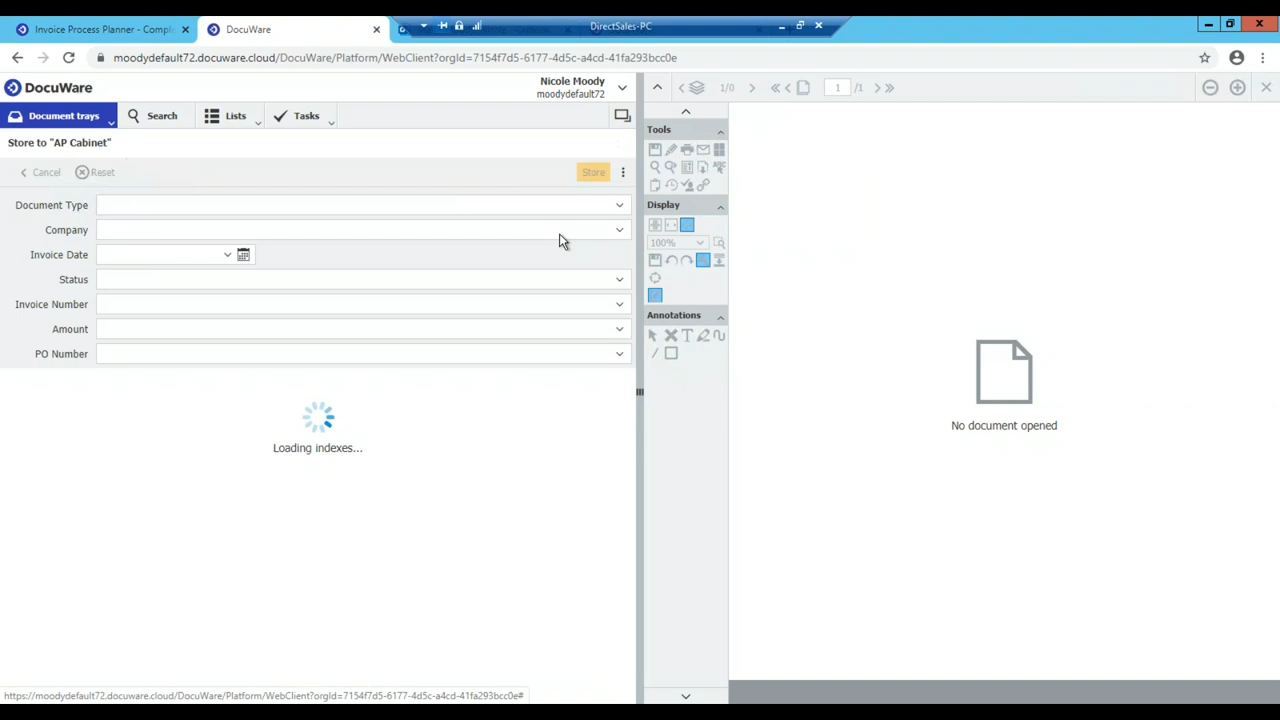 Invoice Process Planner - Comple
DocuWare
DirectSales-PC
moodydefault72.docuware.cloud/DocuWare/Platform/WebClient?orgId=7154f7d5-6177-4d5c-a4cd-41fa293bcc0e
DocuWare
Nicole Moody
moodydefault72
1/0
1
/1
Document trays
Search
Lists
Tasks
Tools
Store to "AP Cabinet"
Cancel
Reset
Store
Document Type
Display
Company
100%
Invoice Date
Status
Invoice Number
Annotations
Amount
PO Number
No document opened
Loading indexes...
https://moodydefault72.docuware.cloud/DocuWare/Platform/WebClient?orgId=7154f7d5-6177-4d5c-a4cd-41fa293bcc0e#